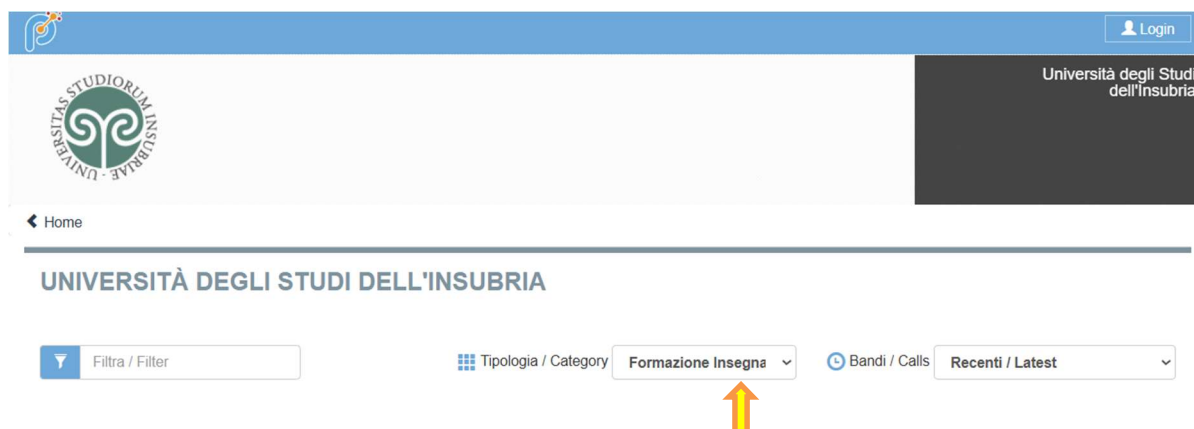 Login
Università degli Studi
dell'Insubria
UNIVERSITAS STUDIORUM INSUBRIAE
Home
UNIVERSITÀ DEGLI STUDI DELL'INSUBRIA
Filtra / Filter Tipologia / Category Formazione Insegna Bandi / Calls Recenti / Latest